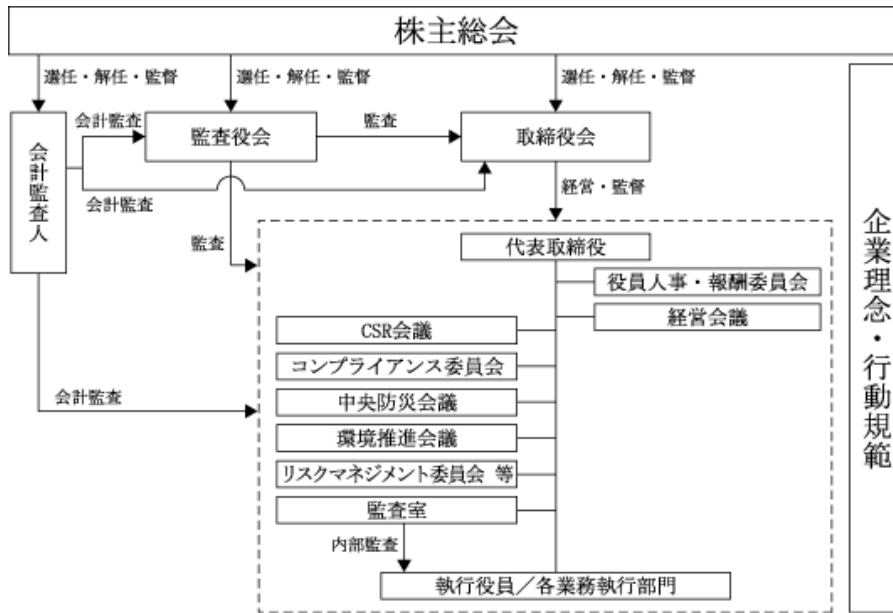 株主総会
選任・解任・監督
選任・解任・監督
選任・解任・監督
会計監査人
会計監査
監査役会
監査
取締役会
会計監査
経営・監督
監査
代表取締役
役員人事・報酬委員会
経営会議
CSR会議
コンプライアンス委員会
会計監査
中央防災会議
環境推進会議
リスクマネジメント委員会 等
監査室
内部監査
執行役員／各業務執行部門
企業理念・行動規範